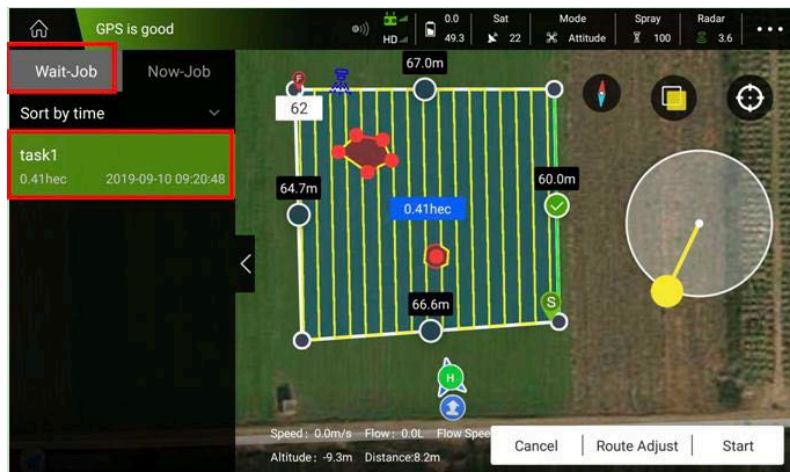 GPS is good
HD
0.0
49.3
Sat
22
Mode
Attitude
Spray
100
Radar
3.6
Wait-Job
Now-Job
Sort by time
task1
0.41hec 2019-09-10 09:20:48
F
62
67.0m
64.7m
60.0m
0.41hec
66.6m
S
H
Speed: 0.0m/s Flow: 0.0L Flow Spee
Altitude: -9.3m Distance:8.2m
Cancel
Route Adjust
Start